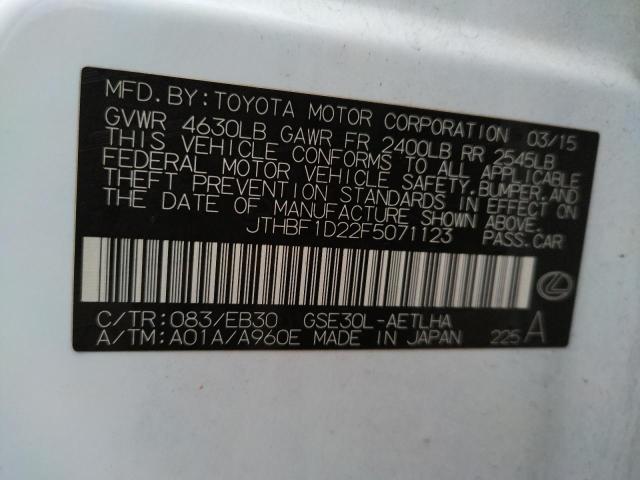 MFD. BY: TOYOTA MOTOR CORPORATION 03/15
GVWR 4630LB GAWR FR 2400LB RR 2545LB
THIS VEHICLE CONFORMS TO ALL APPLICABLE
FEDERAL MOTOR VEHICLE SAFETY, BUMPER, AND
THEFT PREVENTION STANDARDS IN EFFECT ON
THE DATE OF MANUFACTURE SHOWN ABOVE.
JTHBF1D22F5071123 PASS. CAR
C/TR: 083/EB30 GSE30L-AETLHA
A/TM: A01A/A960E MADE IN JAPAN 225 A